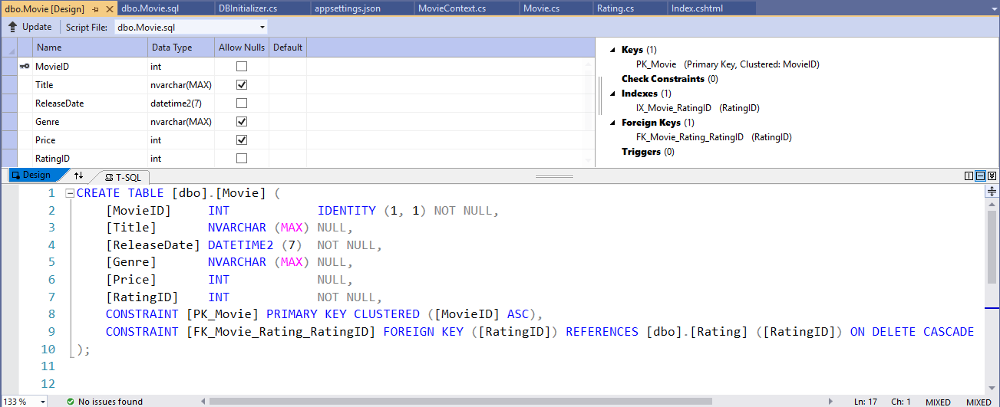 dbo.Movie [Design] dbo.Movie.sql DBInitializer.cs appsettings.json MovieContext.cs Movie.cs Rating.cs Index.cshtml
Update Script File: dbo.Movie.sql
Name Data Type Allow Nulls Default
MovieID int
Title nvarchar(MAX)
ReleaseDate datetime2(7)
Genre nvarchar(MAX)
Price int
RatingID int
Keys (1)
PK_Movie (Primary Key, Clustered: MovieID)
Check Constraints (0)
Indexes (1)
IX_Movie_RatingID (RatingID)
Foreign Keys (1)
FK_Movie_Rating_RatingID (RatingID)
Triggers (0)
Design T-SQL
1 CREATE TABLE [dbo].[Movie] (
2 [MovieID] INT IDENTITY (1, 1) NOT NULL,
3 [Title] NVARCHAR (MAX) NULL,
4 [ReleaseDate] DATETIME2 (7) NOT NULL,
5 [Genre] NVARCHAR (MAX) NULL,
6 [Price] INT NULL,
7 [RatingID] INT NOT NULL,
8 CONSTRAINT [PK_Movie] PRIMARY KEY CLUSTERED ([MovieID] ASC),
9 CONSTRAINT [FK_Movie_Rating_RatingID] FOREIGN KEY ([RatingID]) REFERENCES [dbo].[Rating] ([RatingID]) ON DELETE CASCADE
10 );
11
12
133 % No issues found Ln: 17 Ch: 1 MIXED MIXED